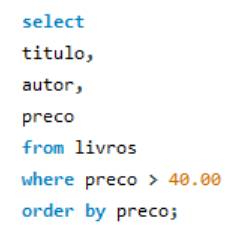 select
titulo,
autor,
preco
from livros
where preco > 40.00
order by preco;